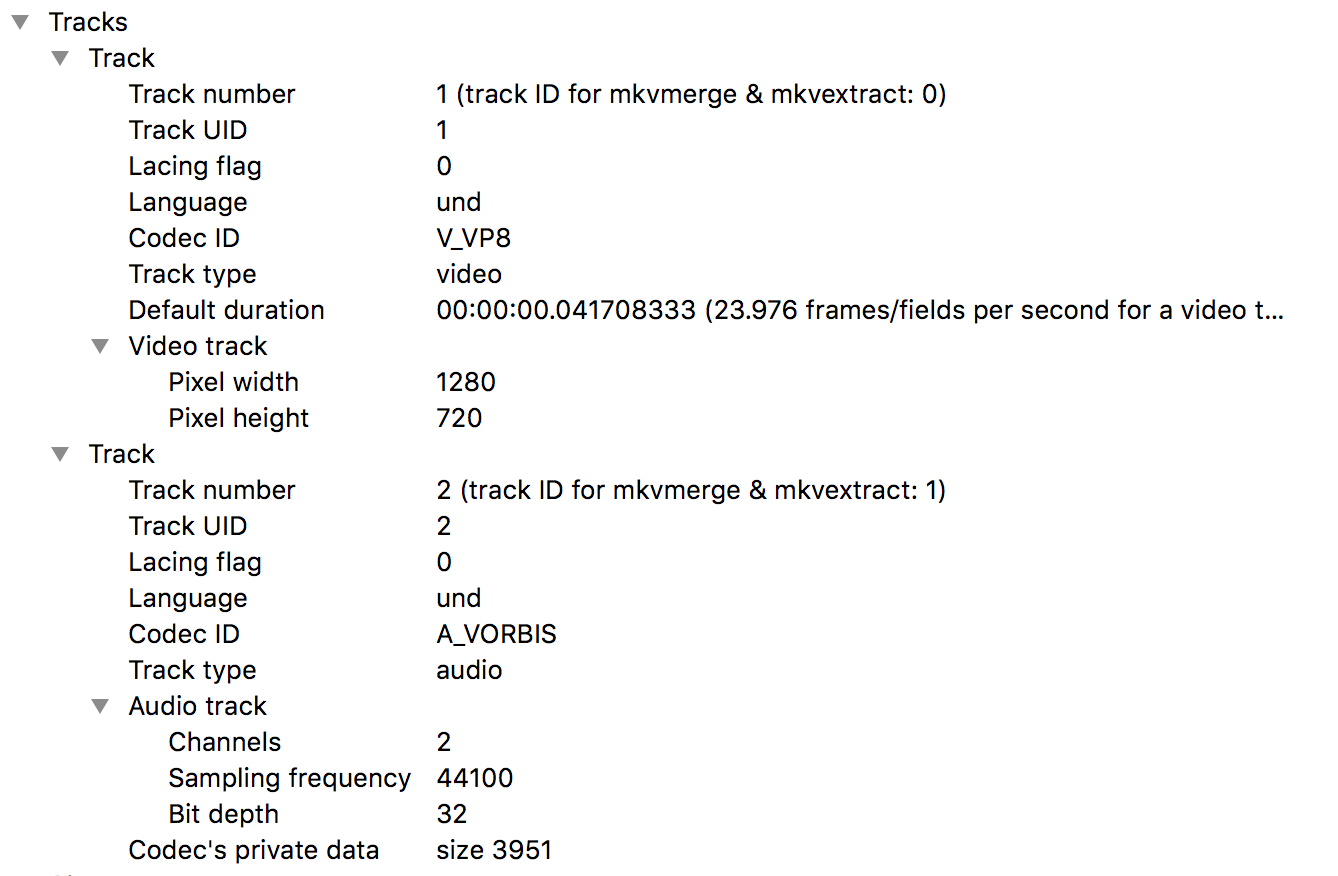 Tracks
Track
Track number 1 (track ID for mkvmerge & mkvextract: 0)
Track UID 1
Lacing flag 0
Language und
Codec ID V_VP8
Track type video
Default duration 00:00:00.041708333 (23.976 frames/fields per second for a video t...
Video track
Pixel width 1280
Pixel height 720
Track
Track number 2 (track ID for mkvmerge & mkvextract: 1)
Track UID 2
Lacing flag 0
Language und
Codec ID A_VORBIS
Track type audio
Audio track
Channels 2
Sampling frequency 44100
Bit depth 32
Codec's private data size 3951